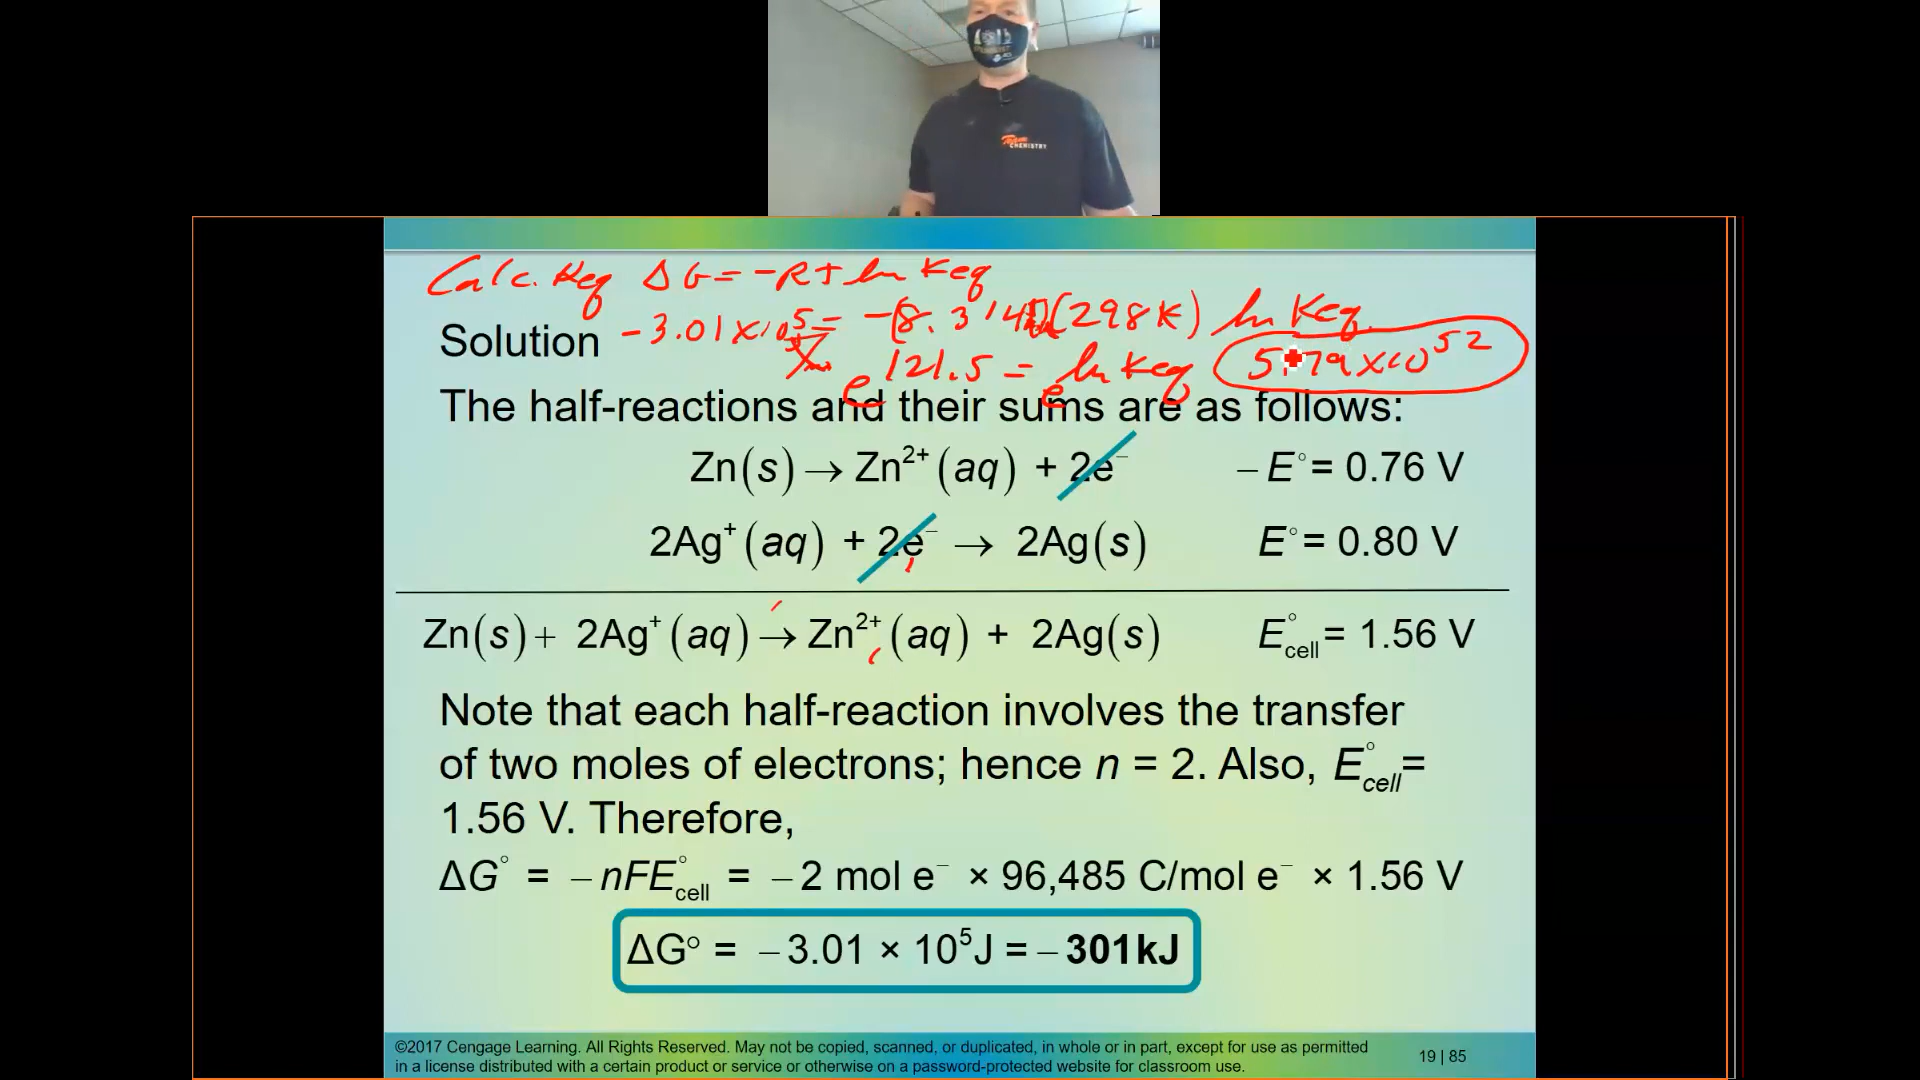 Team
CHEMISTRY
Calc. Keq ΔG = -RT ln Keq
-3.01 x 10⁵ = -(8.314 (298K) ln Keq
Solution
e^121.5 = e^ln Keq 5.79 x 10⁵²
The half-reactions and their sums are as follows:
Zn(s) → Zn²⁺(aq) + 2e⁻ – E° = 0.76 V
2Ag⁺(aq) + 2e⁻ → 2Ag(s) E° = 0.80 V
Zn(s) + 2Ag⁺(aq) → Zn²⁺(aq) + 2Ag(s) E°cell = 1.56 V
Note that each half-reaction involves the transfer
of two moles of electrons; hence n = 2. Also, E°cell =
1.56 V. Therefore,
ΔG° = – nFE°cell = – 2 mol e⁻ × 96,485 C/mol e⁻ × 1.56 V
ΔG° = – 3.01 × 10⁵ J = – 301kJ
©2017 Cengage Learning. All Rights Reserved. May not be copied, scanned, or duplicated, in whole or in part, except for use as permitted
in a license distributed with a certain product or service or otherwise on a password-protected website for classroom use.
19 | 85